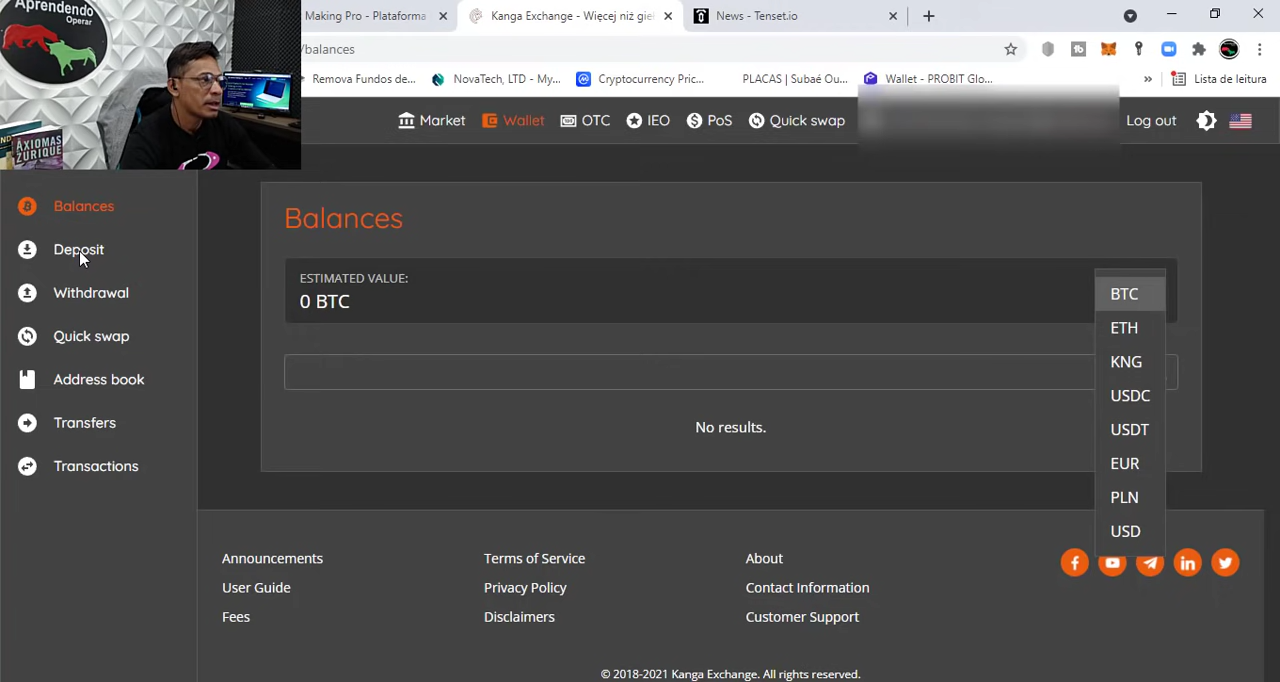 Aprendendo
Operar
AXIOMAS
ZURIQUE
Making Pro - Plataforma
Kanga Exchange - Więcej niż gie
News - Tenset.io
/balances
Remova Fundos de...
NovaTech, LTD - My...
Cryptocurrency Pric...
PLACAS | Subaé Ou...
Wallet - PROBIT Glo...
»
Lista de leitura
Market
Wallet
OTC
IEO
PoS
Quick swap
Log out
Balances
Deposit
Withdrawal
Quick swap
Address book
Transfers
Transactions
Balances
ESTIMATED VALUE:
0 BTC
No results.
BTC
ETH
KNG
USDC
USDT
EUR
PLN
USD
Announcements
User Guide
Fees
Terms of Service
Privacy Policy
Disclaimers
About
Contact Information
Customer Support
© 2018-2021 Kanga Exchange. All rights reserved.